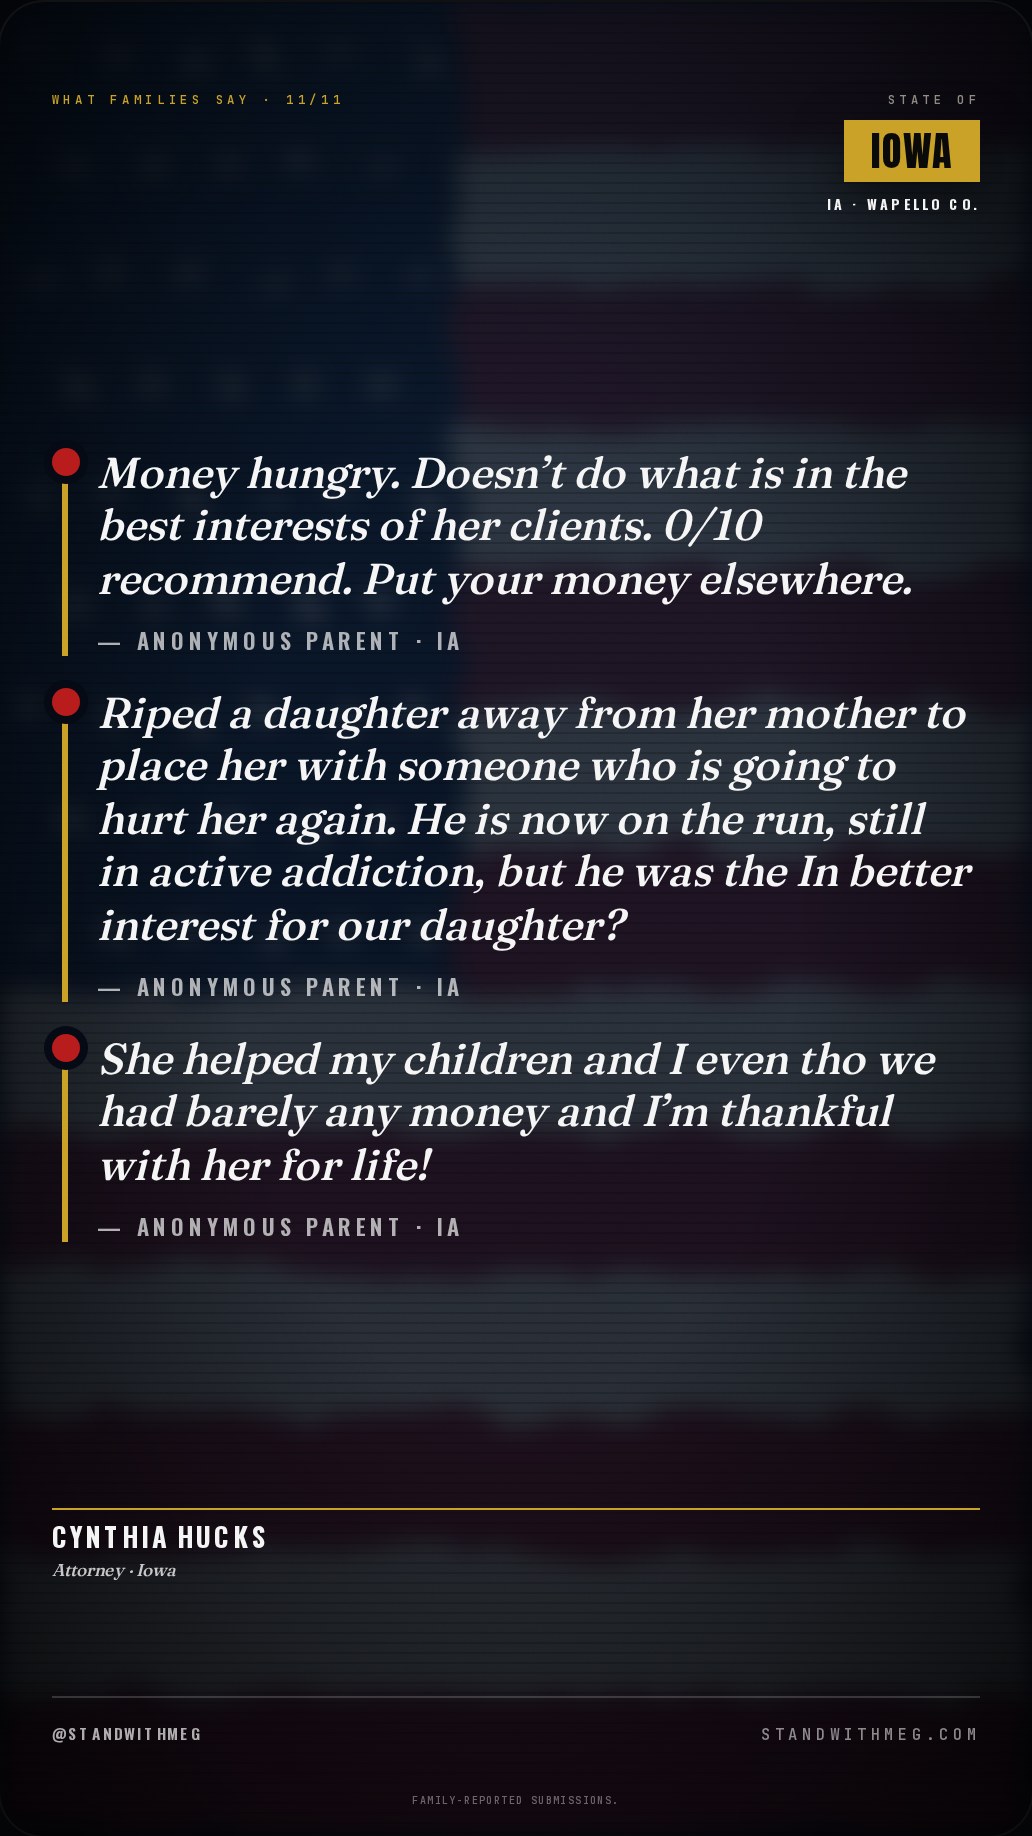 WHAT FAMILIES SAY · 11/11
STATE OF
IOWA
IA · WAPELLO CO.
Money hungry. Doesn't do what is in the
best interests of her clients. 0/10
recommend. Put your money elsewhere.
— ANONYMOUS PARENT · IA
Riped a daughter away from her mother to
place her with someone who is going to
hurt her again. He is now on the run, still
in active addiction, but he was the In better
interest for our daughter?
— ANONYMOUS PARENT · IA
She helped my children and I even tho we
had barely any money and I'm thankful
with her for life!
— ANONYMOUS PARENT · IA
CYNTHIA HUCKS
Attorney · Iowa
@STANDWITHMEG
STANDWITHMEG.COM
FAMILY-REPORTED SUBMISSIONS.